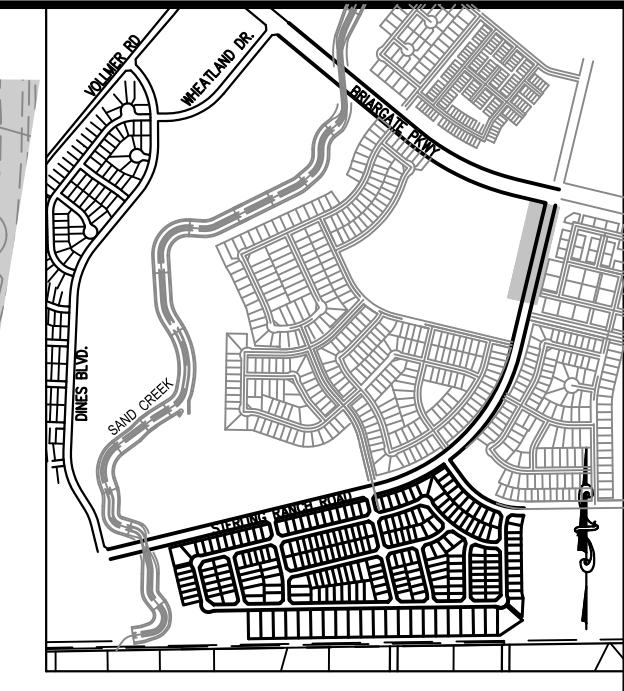 VOLLMER RD
WHEATLAND DR.
BRIARGATE PKWY
DINES BLVD.
SAND CREEK
STERLING RANCH ROAD